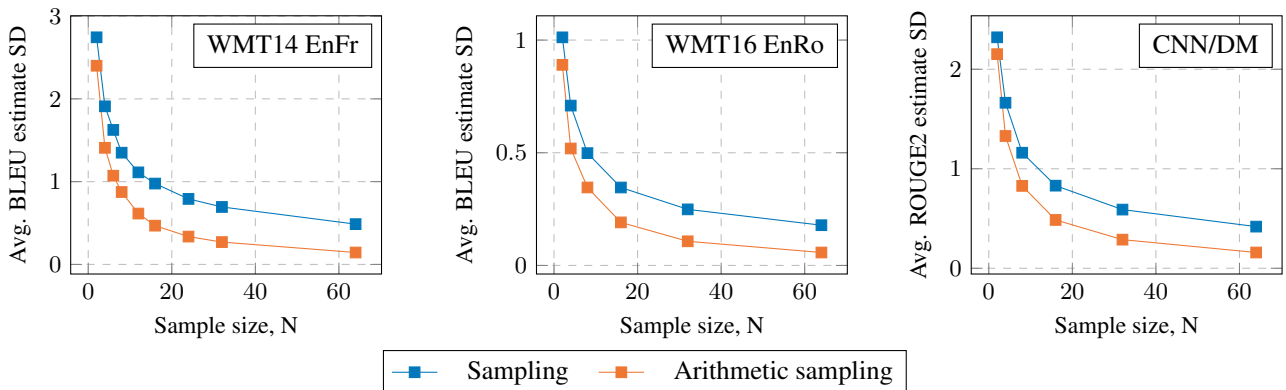 WMT14 EnFr
Avg. BLEU estimate SD
3
2
1
0
0 20 40 60
Sample size, N
WMT16 EnRo
Avg. BLEU estimate SD
1
0.5
0
0 20 40 60
Sample size, N
CNN/DM
Avg. ROUGE2 estimate SD
2
1
0
0 20 40 60
Sample size, N
Sampling Arithmetic sampling